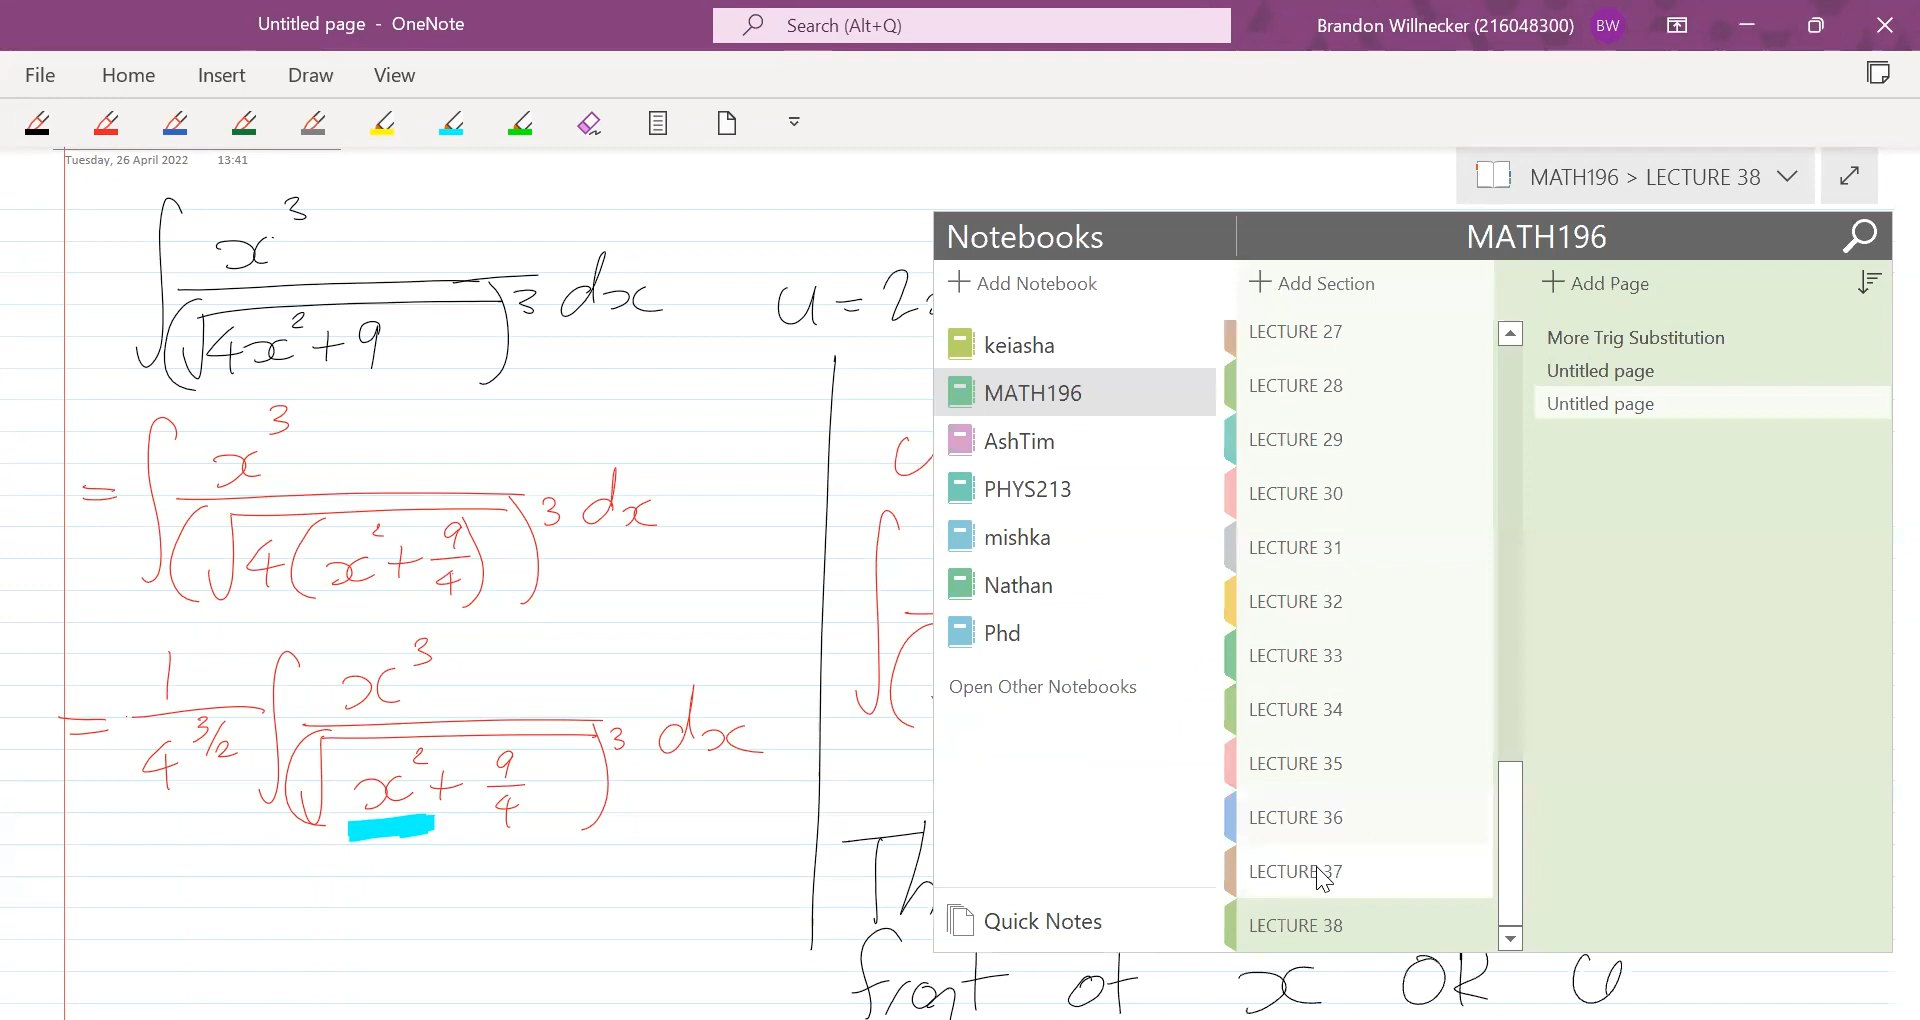 Untitled page - OneNote
Search (Alt+Q)
Brandon Willnecker (216048300) BW
File Home Insert Draw View
Tuesday, 26 April 2022 13:41
MATH196 > LECTURE 38
Notebooks
MATH196
+ Add Notebook
+ Add Section
+ Add Page
keiasha
MATH196
AshTim
PHYS213
mishka
Nathan
Phd
Open Other Notebooks
Quick Notes
LECTURE 27
LECTURE 28
LECTURE 29
LECTURE 30
LECTURE 31
LECTURE 32
LECTURE 33
LECTURE 34
LECTURE 35
LECTURE 36
LECTURE 37
LECTURE 38
More Trig Substitution
Untitled page
Untitled page
∫ x³ / (√(4x² + 9))³ dx
= ∫ x³ / (√(4(x² + 9/4)))³ dx
= 1/4^(3/2) ∫ x³ / (√(x² + 9/4))³ dx
u = 2
front of x OR U